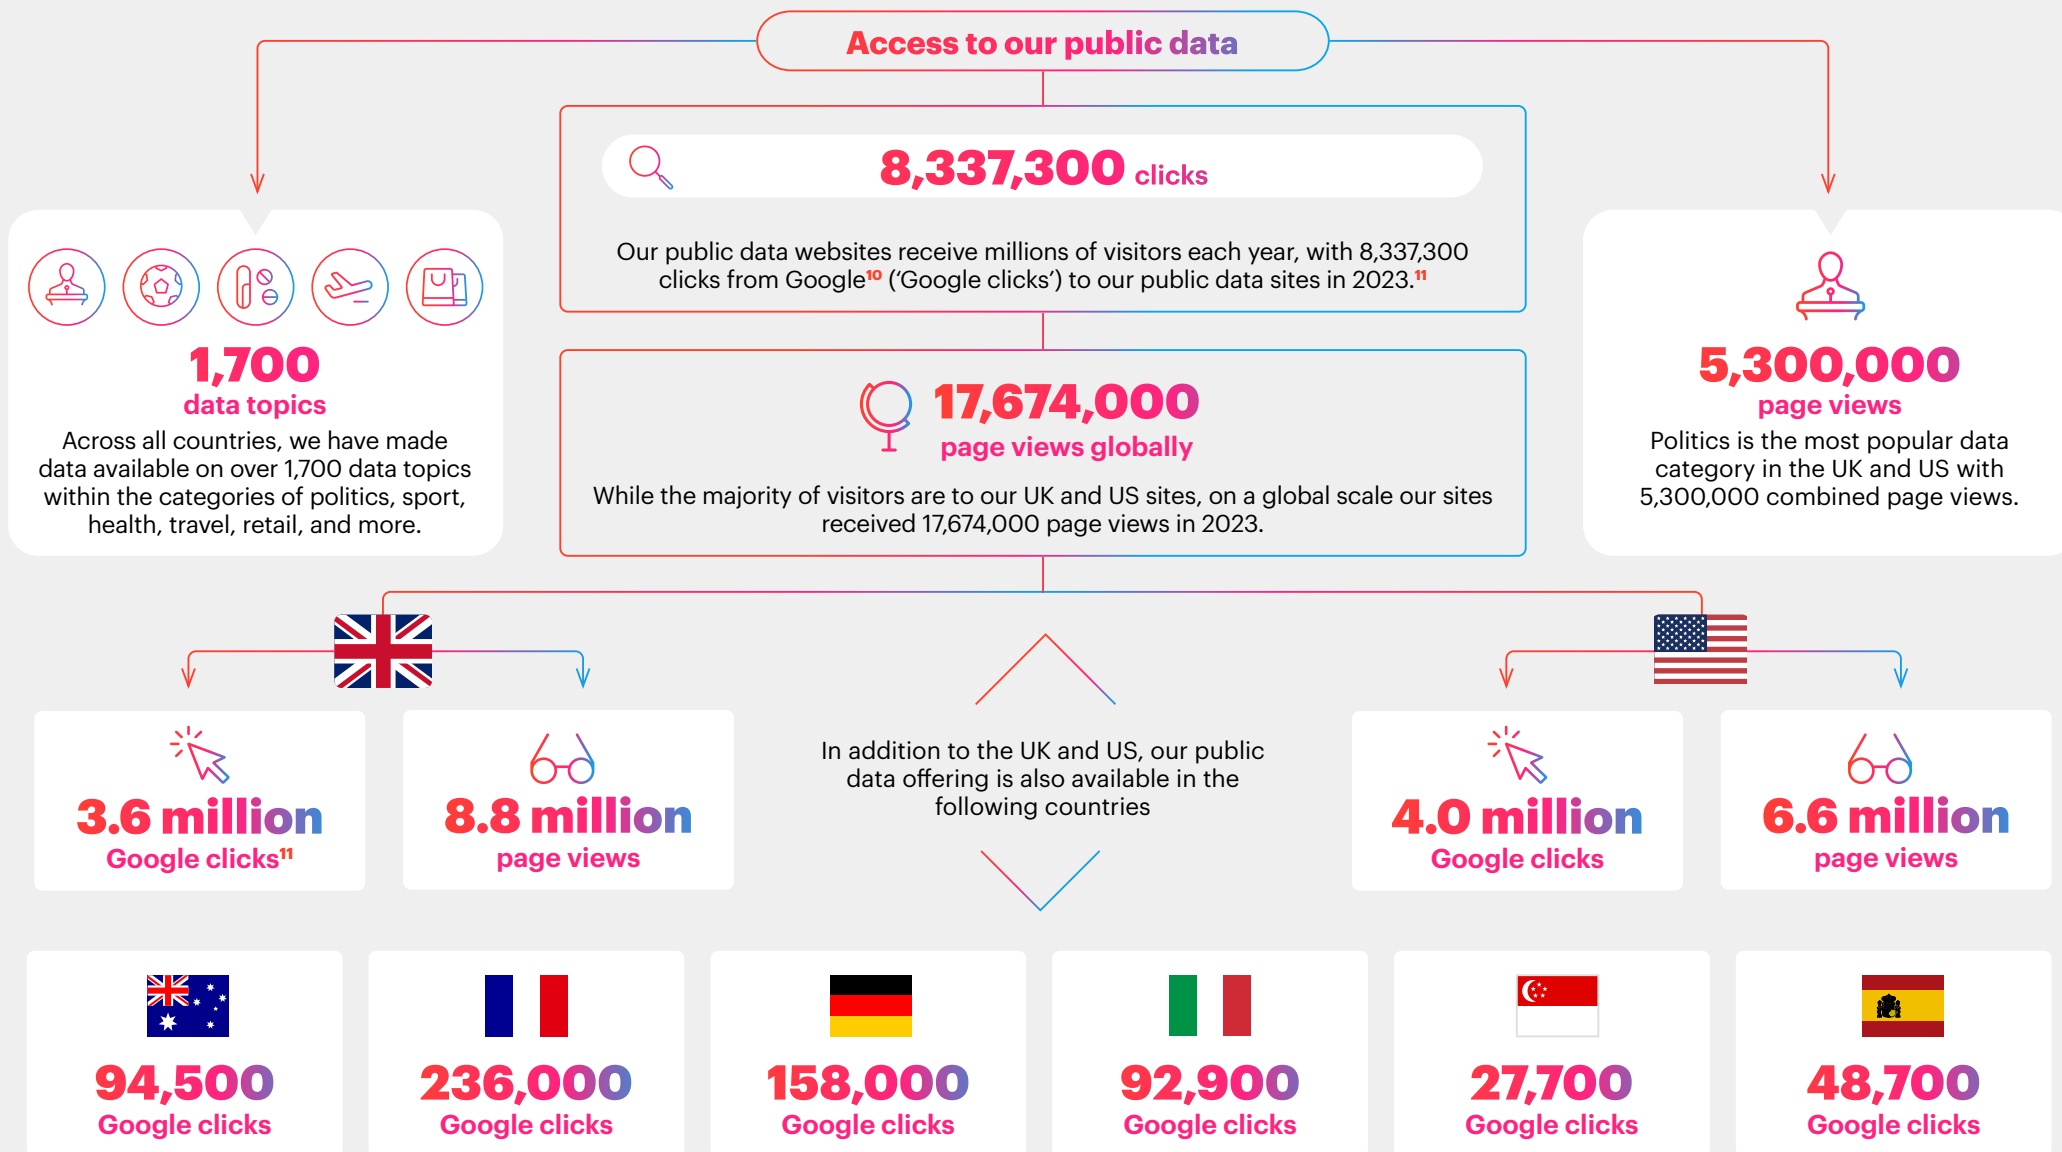 Access to our public data
8,337,300 clicks
Our public data websites receive millions of visitors each year, with 8,337,300
clicks from Google10 (‘Google clicks’) to our public data sites in 2023.11
1,700
data topics
Across all countries, we have made
data available on over 1,700 data topics
within the categories of politics, sport,
health, travel, retail, and more.
17,674,000
page views globally
While the majority of visitors are to our UK and US sites, on a global scale our sites
received 17,674,000 page views in 2023.
5,300,000
page views
Politics is the most popular data
category in the UK and US with
5,300,000 combined page views.
3.6 million
Google clicks11
8.8 million
page views
In addition to the UK and US, our public
data offering is also available in the
following countries
4.0 million
Google clicks
6.6 million
page views
94,500
Google clicks
236,000
Google clicks
158,000
Google clicks
92,900
Google clicks
27,700
Google clicks
48,700
Google clicks